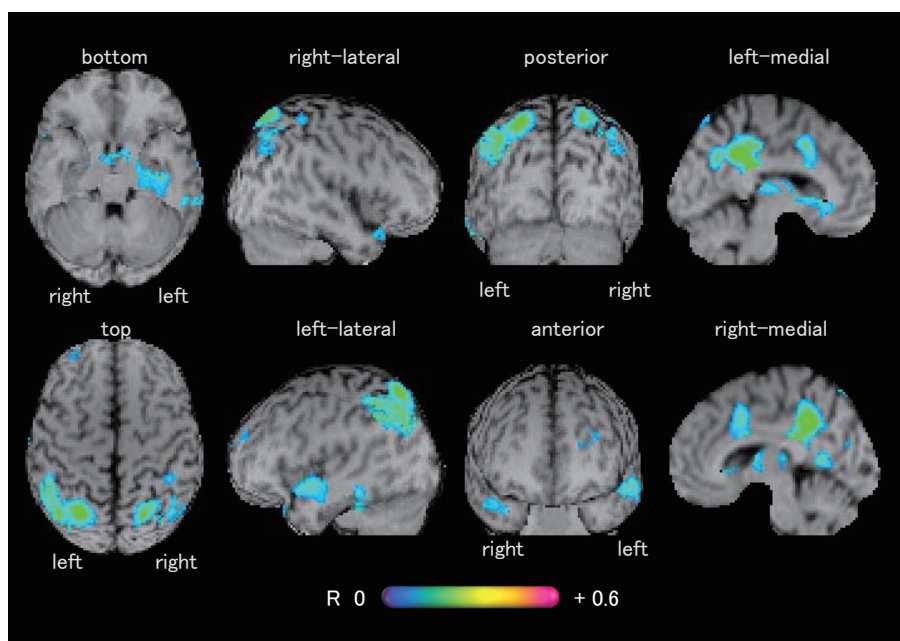 bottom right-lateral posterior left-medial
right left left right
top left-lateral anterior right-medial
left right right left
R 0 + 0.6